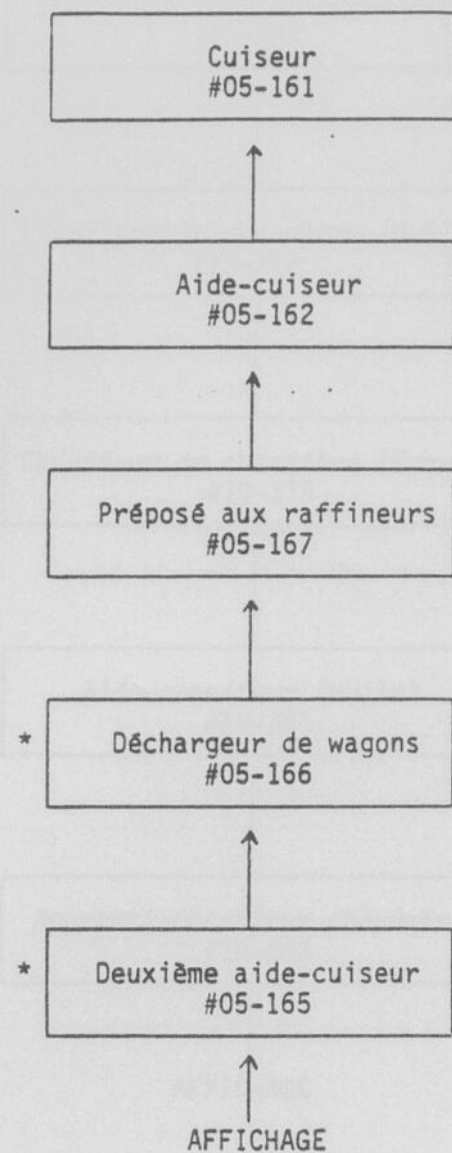 Cuiseur
#05-161
Aide-cuiseur
#05-162
Préposé aux raffineurs
#05-167
* Déchargeur de wagons
#05-166
* Deuxième aide-cuiseur
#05-165
AFFICHAGE